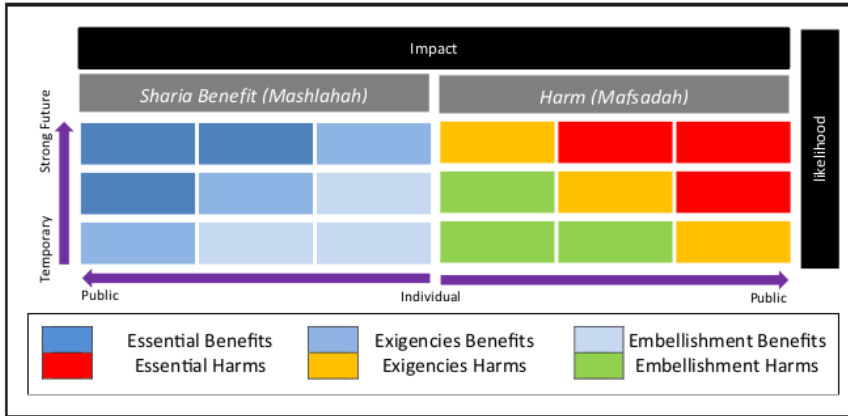 Impact
Sharia Benefit (Mashlahah)
Harm (Mafsadah)
likelihood
Strong Future
Temporary
Public
Individual
Public
Essential Benefits
Essential Harms
Exigencies Benefits
Exigencies Harms
Embellishment Benefits
Embellishment Harms